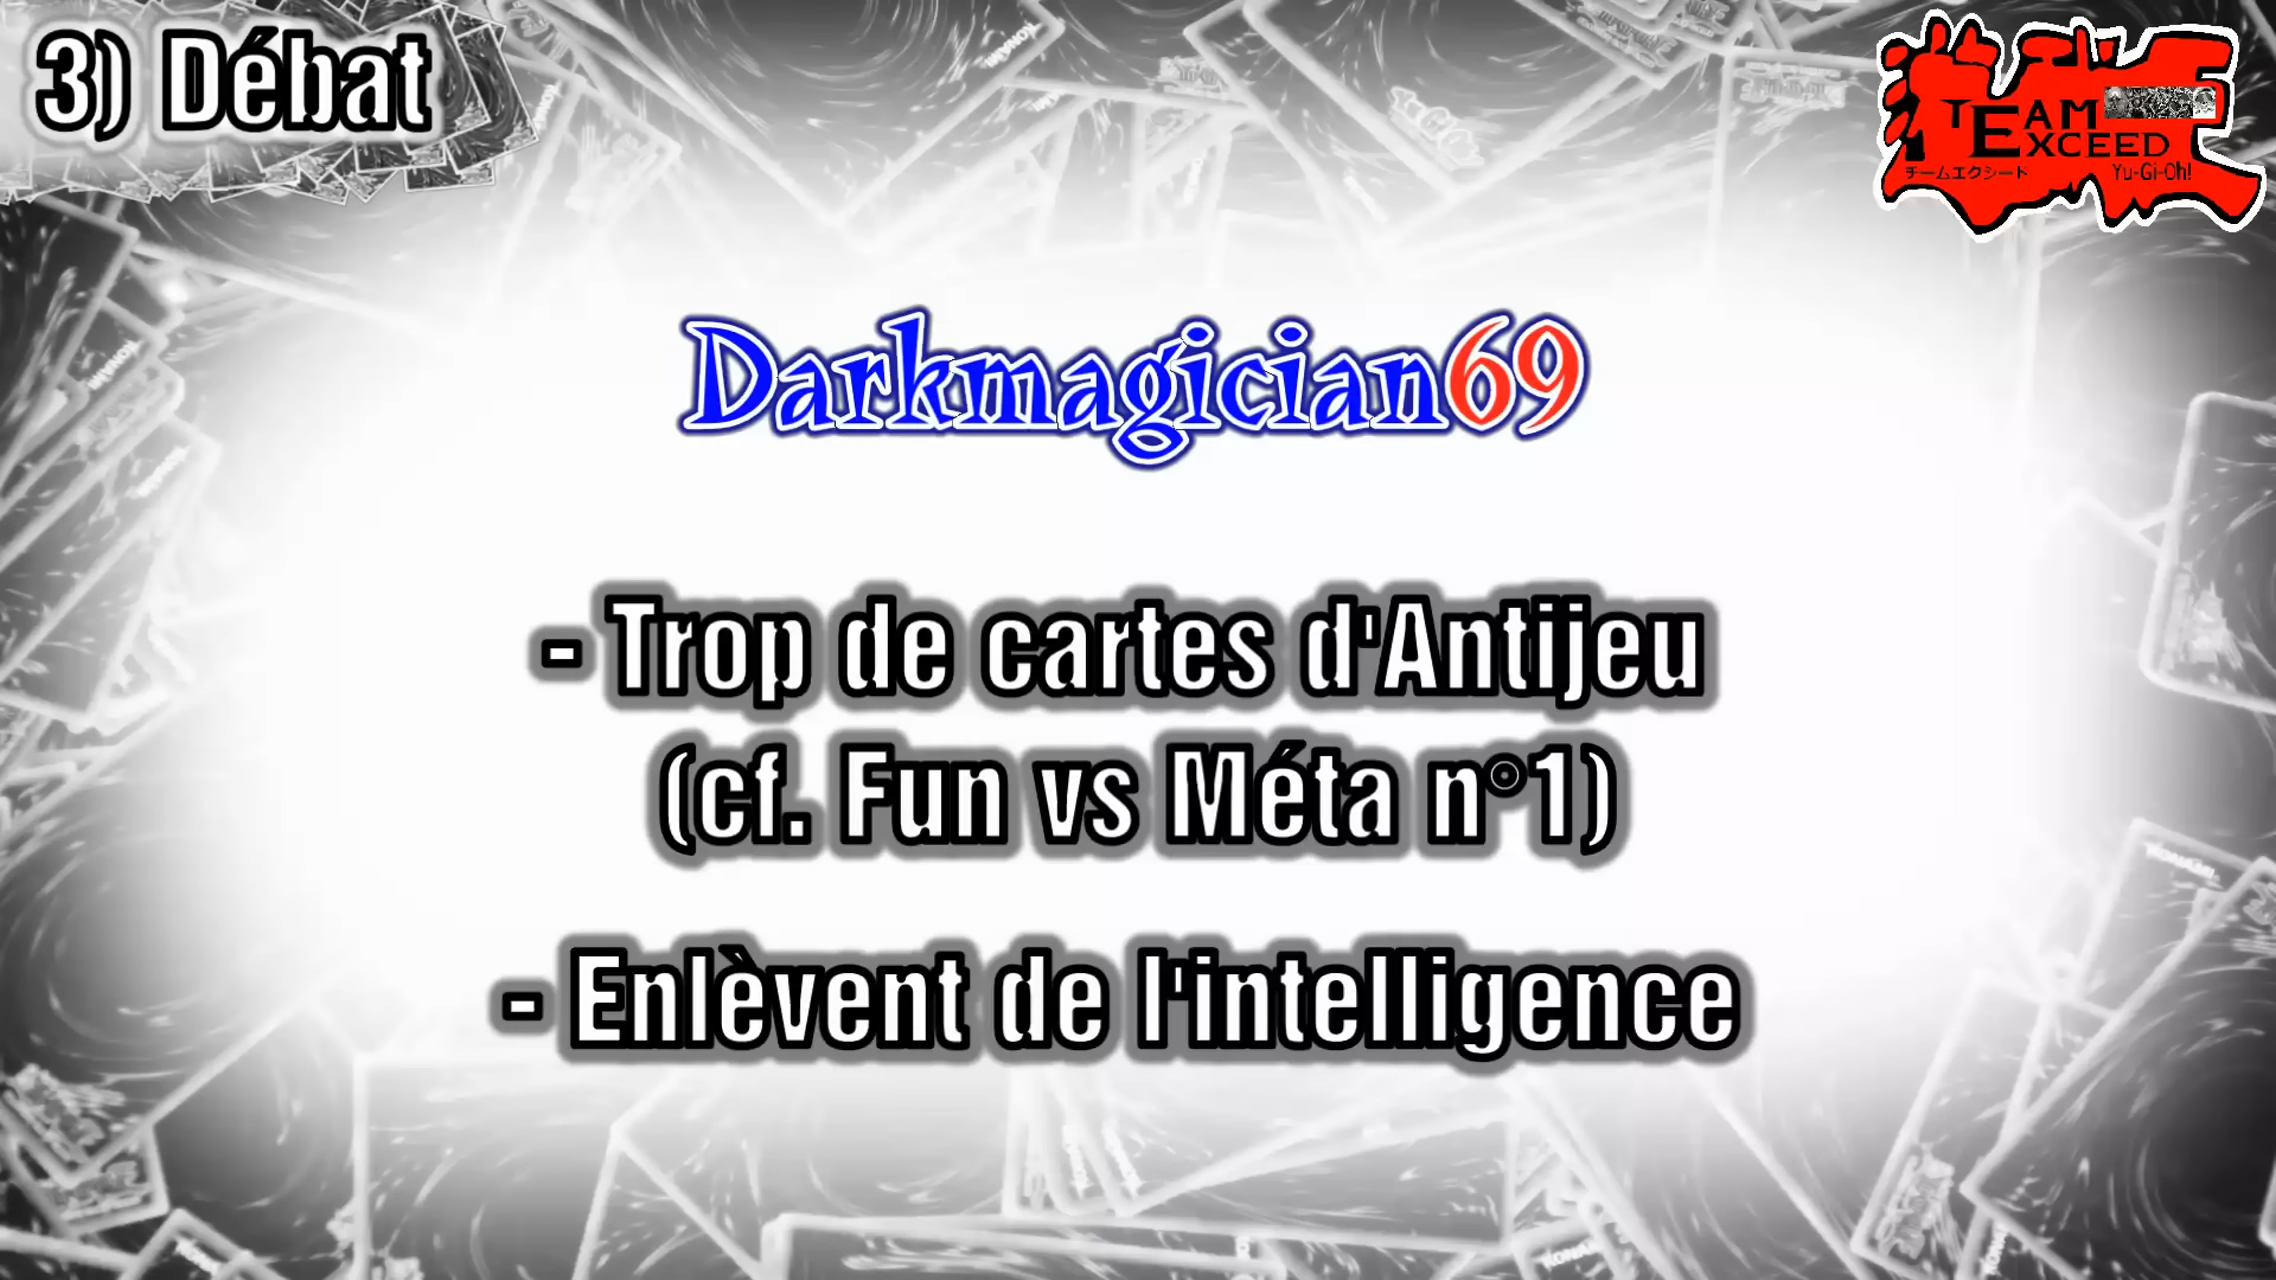 3) Débat
TEAM
EXCEED
チームエクシード
Yu-Gi-Oh!
Darkmagician69
- Trop de cartes d'Antijeu
(cf. Fun vs Méta n°1)
- Enlèvent de l'intelligence